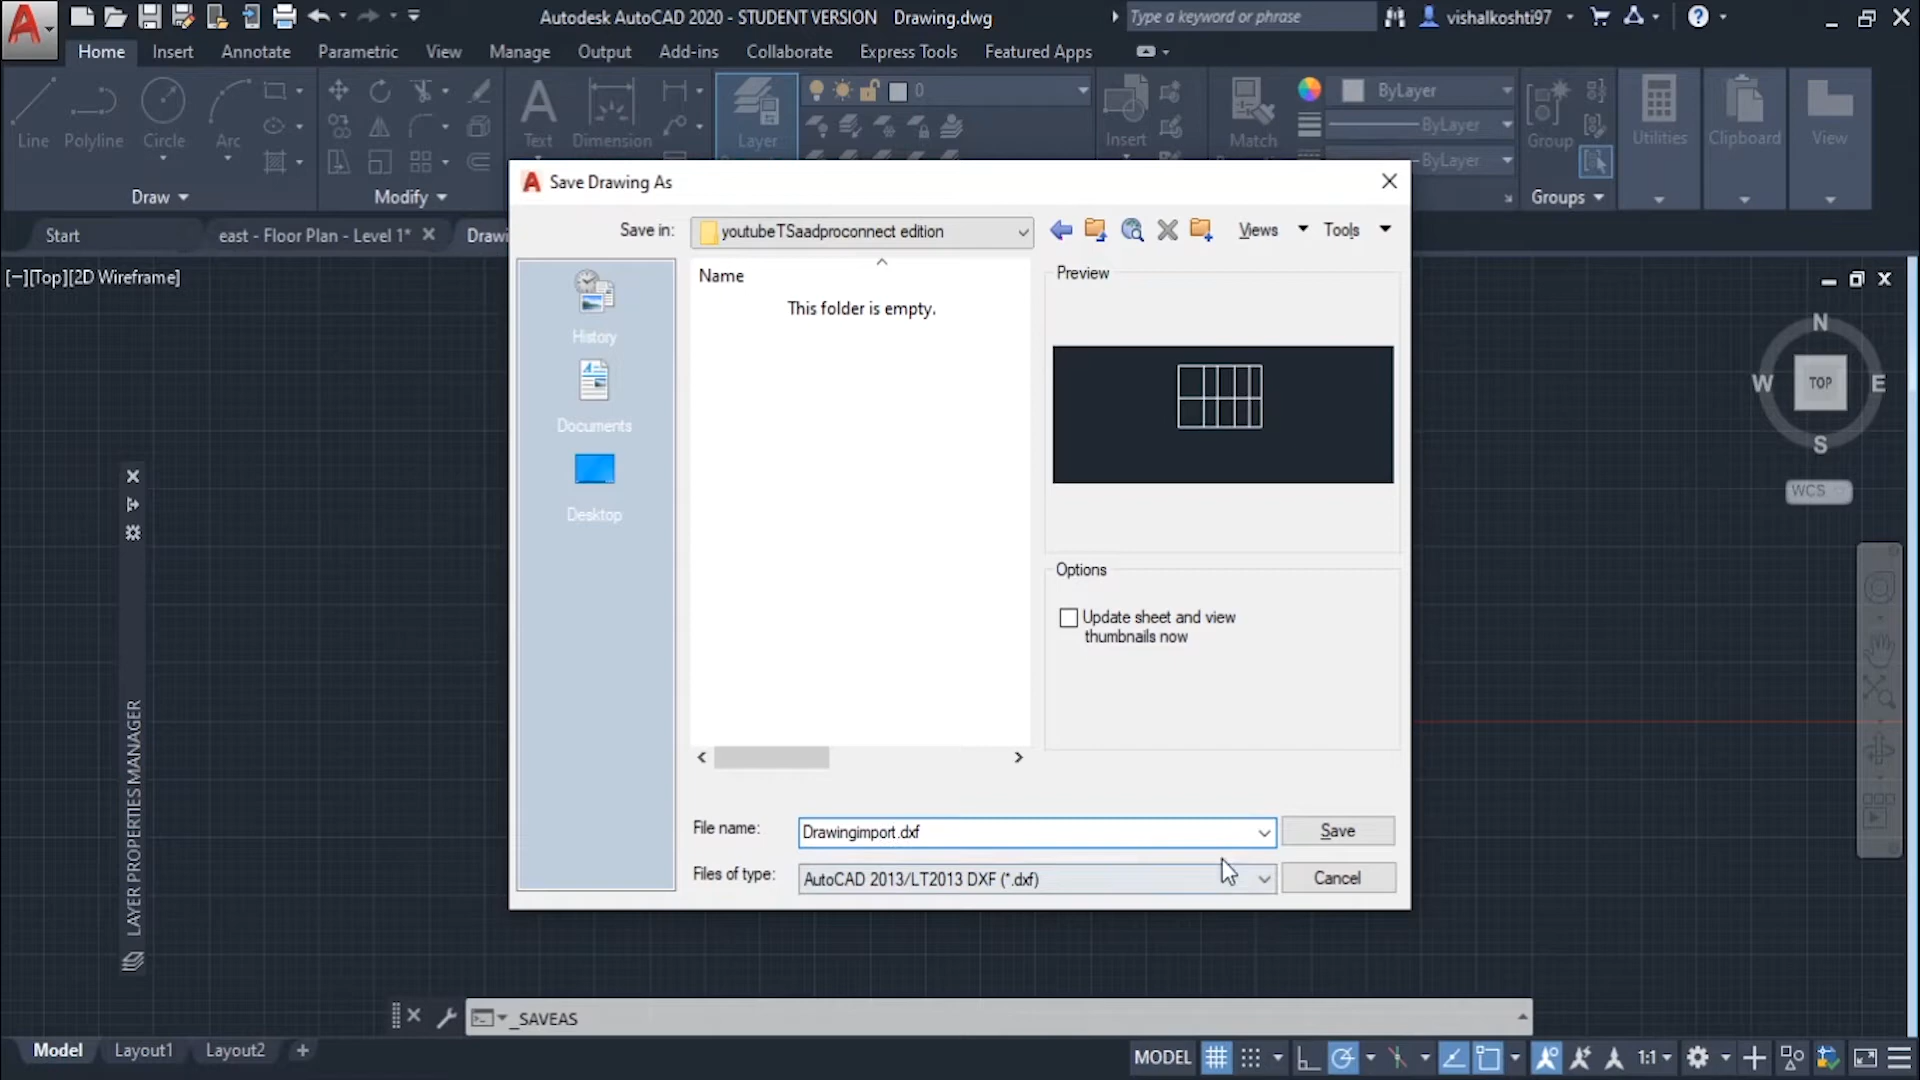 Autodesk AutoCAD 2020 - STUDENT VERSION Drawing.dwg
Type a keyword or phrase
vishalkoshti97
Home Insert Annotate Parametric View Manage Output Add-ins Collaborate Express Tools Featured Apps
0
ByLayer
ByLayer
ByLayer
Line Polyline Circle Arc Text Dimension Layer Insert Match Group Utilities Clipboard View
Draw Modify Groups
Start east - Floor Plan - Level 1* Drawi
[−][Top][2D Wireframe]
Save Drawing As
Save in: youtubeTSaadproconnect edition Views Tools
Name
This folder is empty.
History
Documents
Desktop
Preview
Options
Update sheet and view
thumbnails now
File name: Drawingimport.dxf Save
Files of type: AutoCAD 2013/LT2013 DXF (*.dxf) Cancel
N
W TOP E
S
WCS
LAYER PROPERTIES MANAGER
_SAVEAS
Model Layout1 Layout2 +
MODEL 1:1